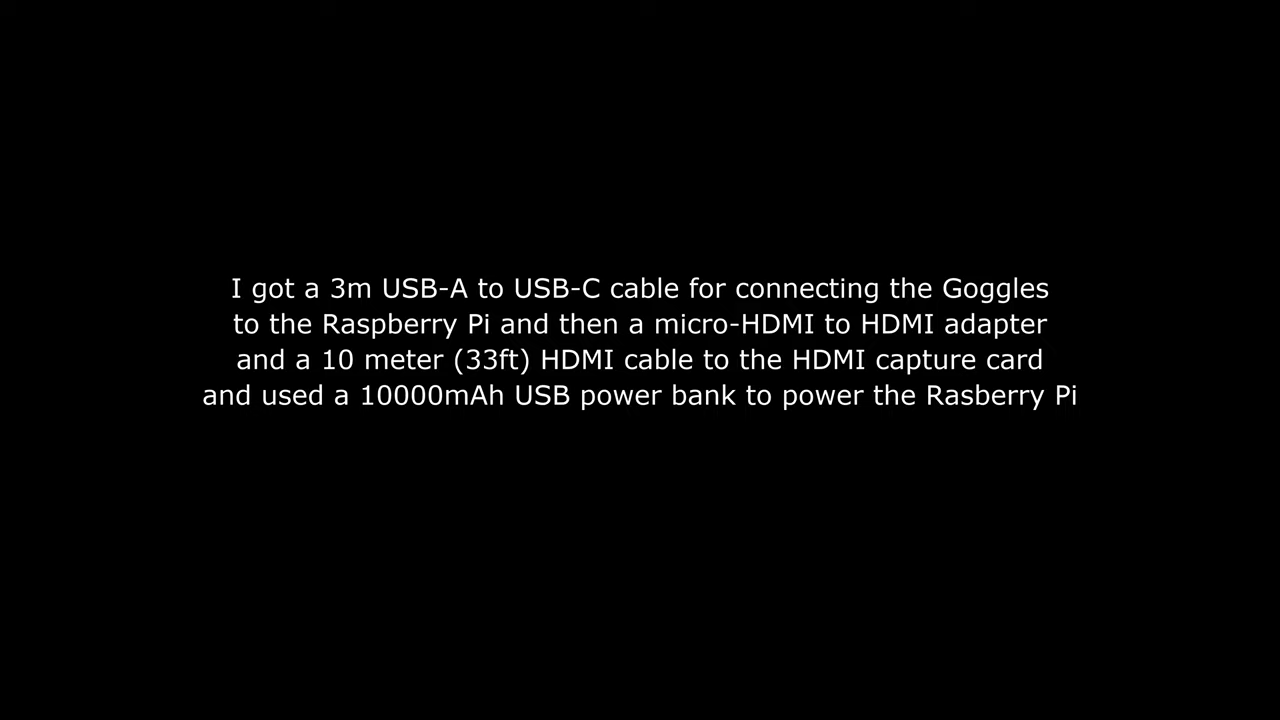 I got a 3m USB-A to USB-C cable for connecting the Goggles
to the Raspberry Pi and then a micro-HDMI to HDMI adapter
and a 10 meter (33ft) HDMI cable to the HDMI capture card
and used a 10000mAh USB power bank to power the Rasberry Pi